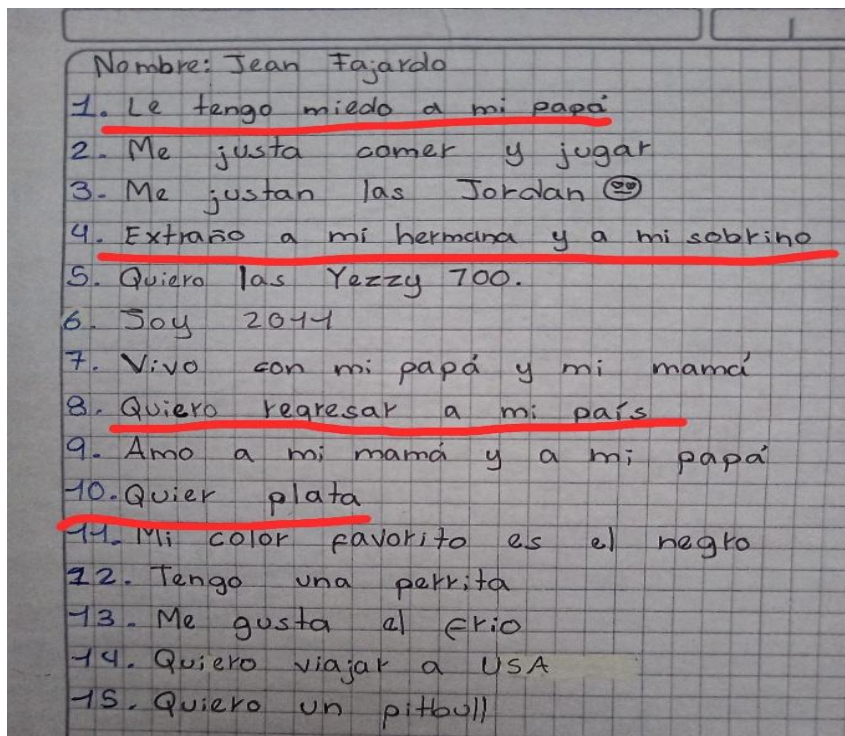 Nombre: Jean Fajardo
1. Le tengo miedo a mi papá
2. Me justa comer y jugar
3. Me justan las Jordan
4. Extraño a mi hermana y a mi sobrino
5. Quiero las Yezzy 700.
6. Soy 2011
7. Vivo con mi papá y mi mamá
8. Quiero regresar a mi país
9. Amo a mi mamá y a mi papá
10. Quier plata
11. Mi color favorito es el negro
12. Tengo una perrita
13. Me gusta el Frio
14. Quiero viajar a USA
15. Quiero un pitbull